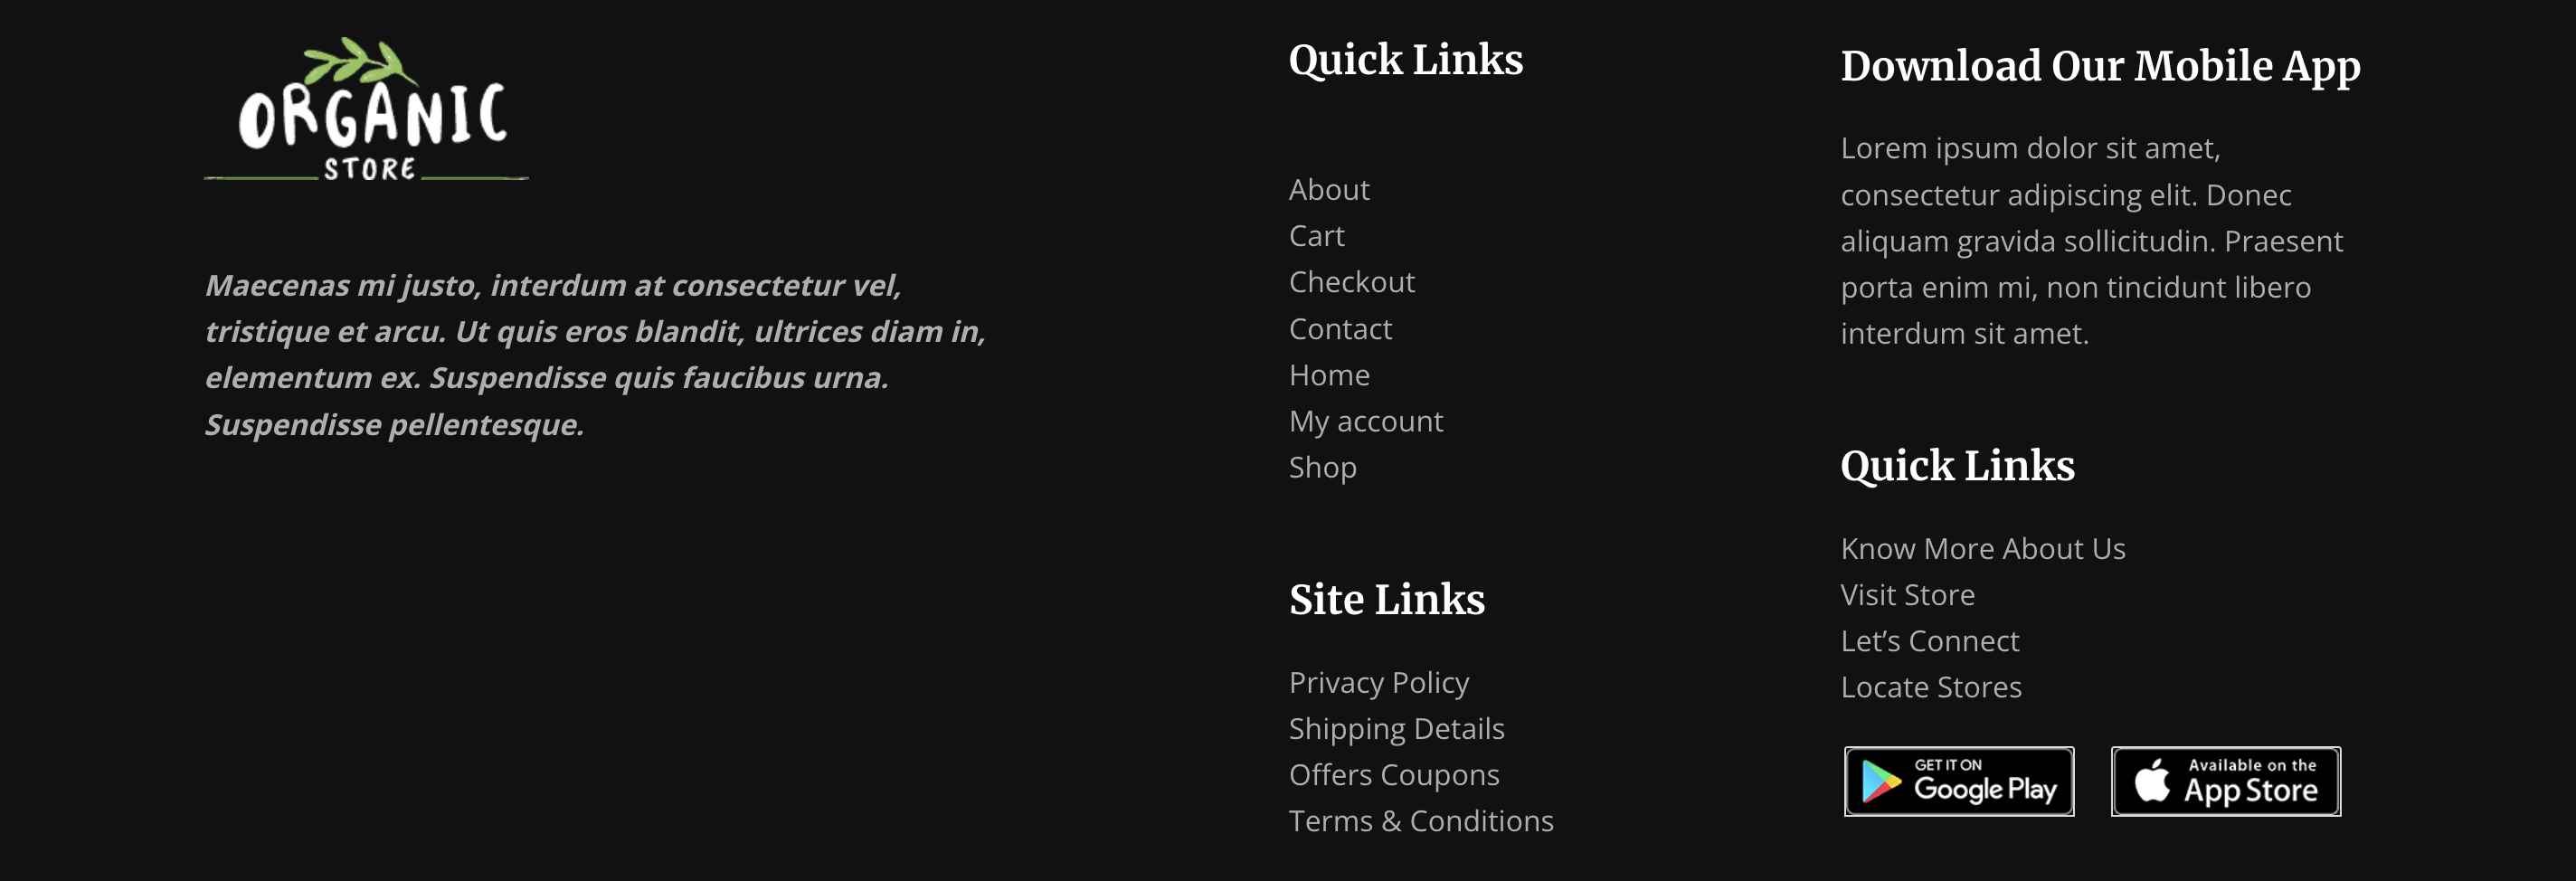 ORGANIC
STORE
Maecenas mi justo, interdum at consectetur vel,
tristique et arcu. Ut quis eros blandit, ultrices diam in,
elementum ex. Suspendisse quis faucibus urna.
Suspendisse pellentesque.
Quick Links
About
Cart
Checkout
Contact
Home
My account
Shop
Site Links
Privacy Policy
Shipping Details
Offers Coupons
Terms & Conditions
Download Our Mobile App
Lorem ipsum dolor sit amet,
consectetur adipiscing elit. Donec
aliquam gravida sollicitudin. Praesent
porta enim mi, non tincidunt libero
interdum sit amet.
Quick Links
Know More About Us
Visit Store
Let’s Connect
Locate Stores
GET IT ON
Google Play
Available on the
App Store